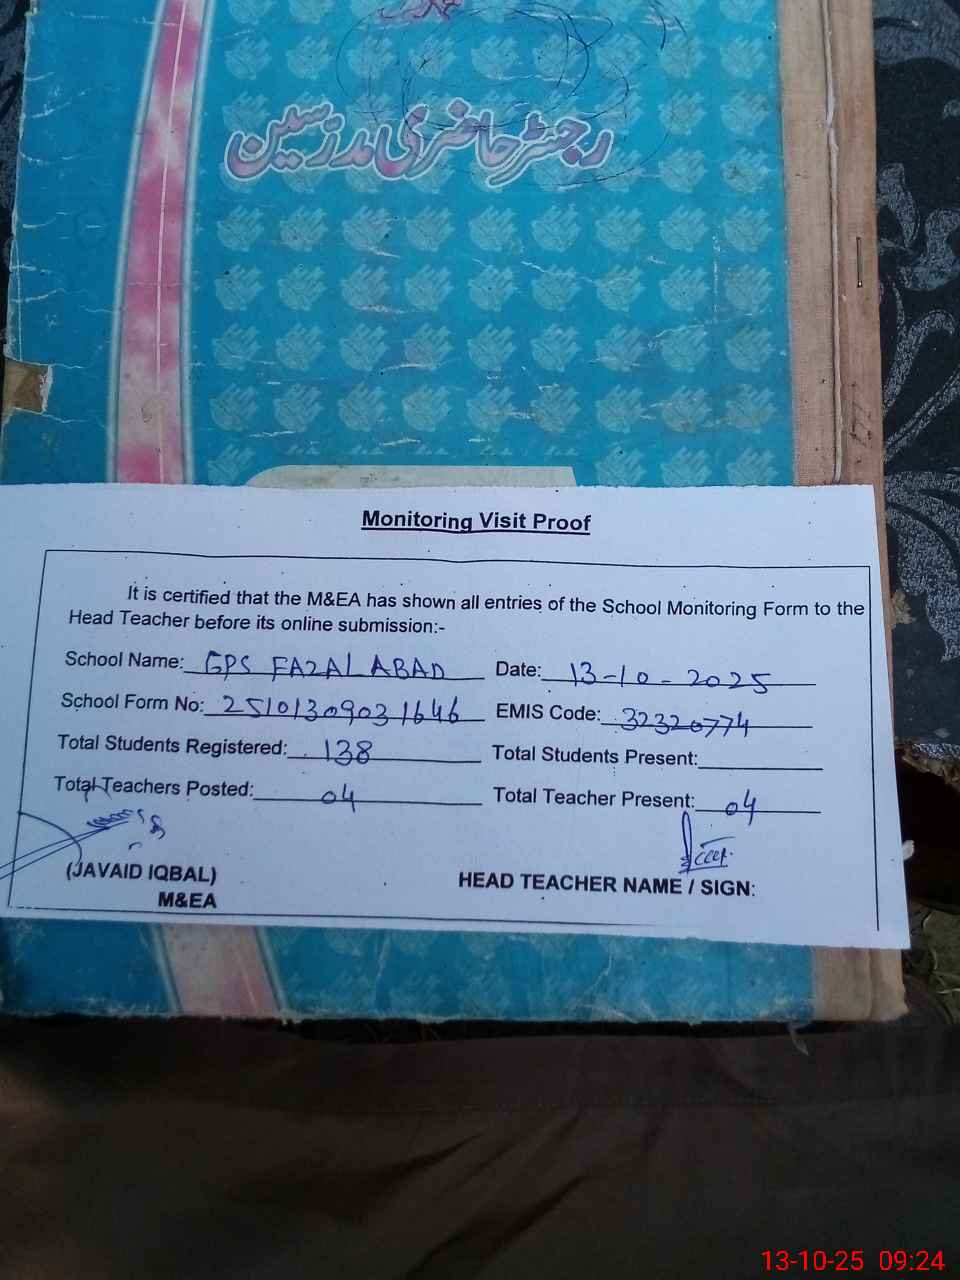 رجسٹر حاضری مدرسین
Monitoring Visit Proof
It is certified that the M&EA has shown all entries of the School Monitoring Form to the
Head Teacher before its online submission:-
School Name: GPS FAZAL ABAD Date: 13-10-2025
School Form No: 2510130903 1646 EMIS Code: 32320774
Total Students Registered: 138 Total Students Present:
Total Teachers Posted: 04 Total Teacher Present: 04
(JAVAID IQBAL) HEAD TEACHER NAME / SIGN:
M&EA
13-10-25 09:24